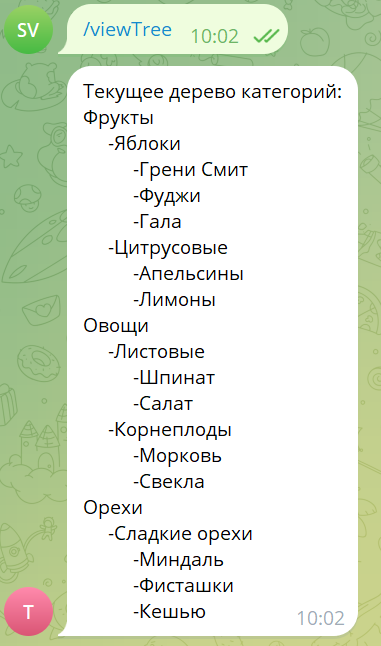 SV
/viewTree 10:02
Текущее дерево категорий:
Фрукты
-Яблоки
-Грени Смит
-Фуджи
-Гала
-Цитрусовые
-Апельсины
-Лимоны
Овощи
-Листовые
-Шпинат
-Салат
-Корнеплоды
-Морковь
-Свекла
Орехи
-Сладкие орехи
-Миндаль
-Фисташки
-Кешью
T
10:02